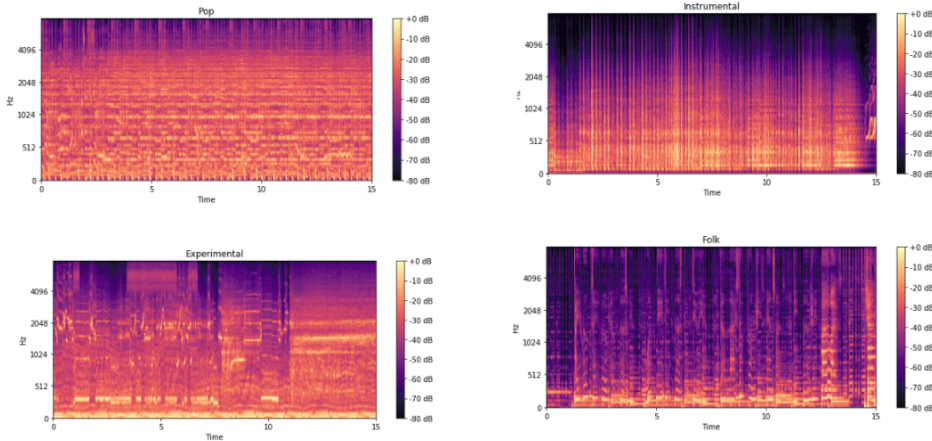 Pop
+0 dB
-10 dB
-20 dB
-30 dB
-40 dB
-50 dB
-60 dB
-70 dB
-80 dB
4096
2048
1024
512
0
Hz
0 5 10 15
Time
Instrumental
+0 dB
-10 dB
-20 dB
-30 dB
-40 dB
-50 dB
-60 dB
-70 dB
-80 dB
4096
2048
1024
512
0
0 5 10 15
Time
Experimental
+0 dB
-10 dB
-20 dB
-30 dB
-40 dB
-50 dB
-60 dB
-70 dB
-80 dB
4096
2048
1024
512
0
Hz
0 5 10 15
Time
Folk
+0 dB
-10 dB
-20 dB
-30 dB
-40 dB
-50 dB
-60 dB
-70 dB
-80 dB
4096
2048
1024
512
0
Hz
0 5 10 15
Time